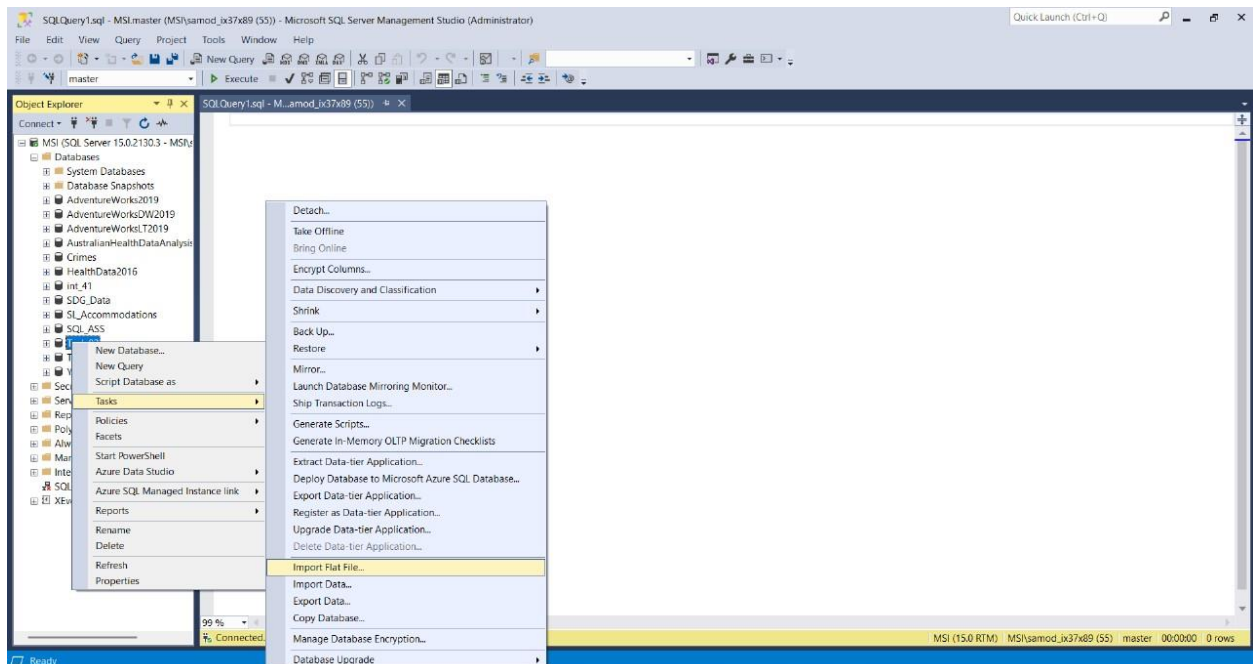 SQLQuery1.sql - MSI.master (MSI\samod_ix37x89 (55)) - Microsoft SQL Server Management Studio (Administrator)
Quick Launch (Ctrl+Q)
File Edit View Query Project Tools Window Help
New Query
master
Execute
Object Explorer
SQLQuery1.sql - M...amod_ix37x89 (55))
Connect
MSI (SQL Server 15.0.2130.3 - MSI\s
Databases
System Databases
Database Snapshots
AdventureWorks2019
AdventureWorksDW2019
AdventureWorksLT2019
AustralianHealthDataAnalysis
Crimes
HealthData2016
int_41
SDG_Data
SL_Accommodations
SQL_ASS
T
Y
Secu
Serv
Rep
Poly
Alw
Man
Inte
SQL
XEve
New Database...
New Query
Script Database as
Tasks
Policies
Facets
Start PowerShell
Azure Data Studio
Azure SQL Managed Instance link
Reports
Rename
Delete
Refresh
Properties
Detach...
Take Offline
Bring Online
Encrypt Columns...
Data Discovery and Classification
Shrink
Back Up...
Restore
Mirror...
Launch Database Mirroring Monitor...
Ship Transaction Logs...
Generate Scripts...
Generate In-Memory OLTP Migration Checklists
Extract Data-tier Application...
Deploy Database to Microsoft Azure SQL Database...
Export Data-tier Application...
Register as Data-tier Application...
Upgrade Data-tier Application...
Delete Data-tier Application...
Import Flat File...
Import Data...
Export Data...
Copy Database...
Manage Database Encryption...
Database Upgrade
99 %
Connected.
MSI (15.0 RTM) MSI\samod_ix37x89 (55) master 00:00:00 0 rows
Ready